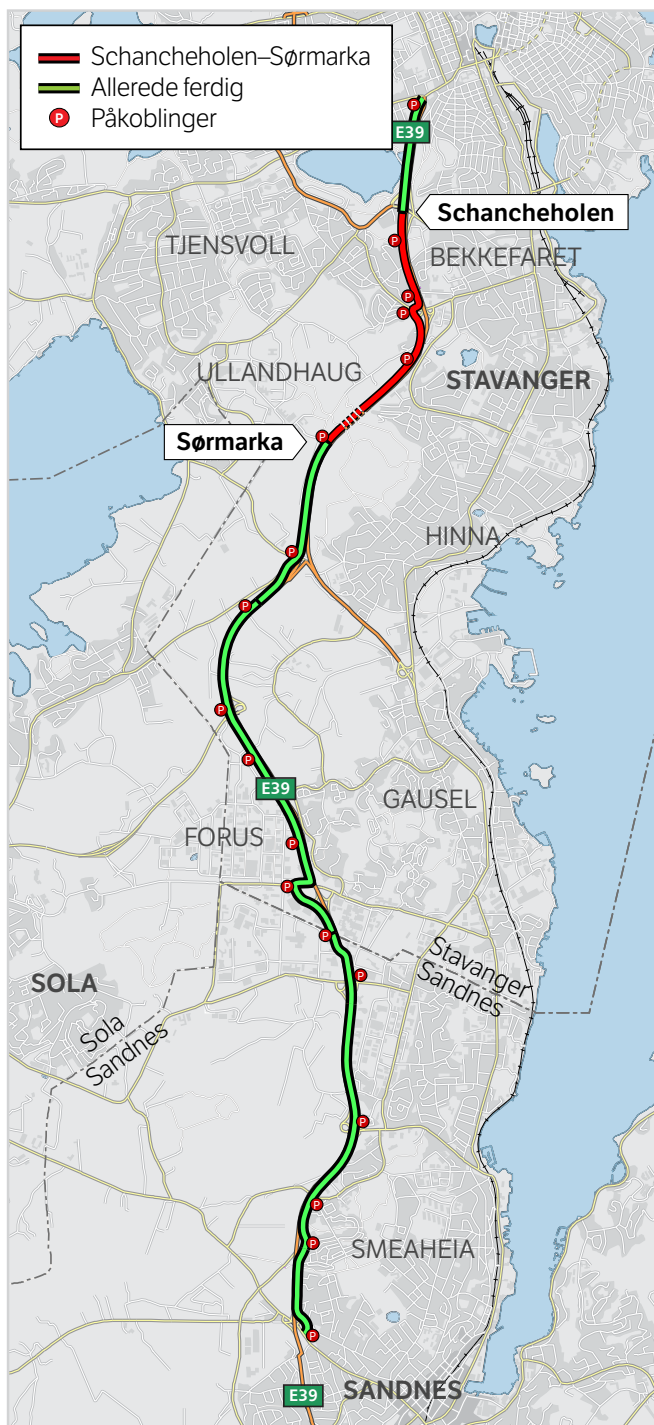 Schancheholen–Sørmarka
Allerede ferdig
P Påkoblinger
P
E39
Schancheholen
TJENSVOLL
P
BEKKEFARET
P
P
P
ULLANDHAUG
STAVANGER
P
Sørmarka
HINNA
P
P
P
P
E39
GAUSEL
FORUS
P
P
P
Stavanger
Sandnes
P
SOLA
Sola
Sandnes
P
P
P
SMEAHEIA
P
E39
SANDNES